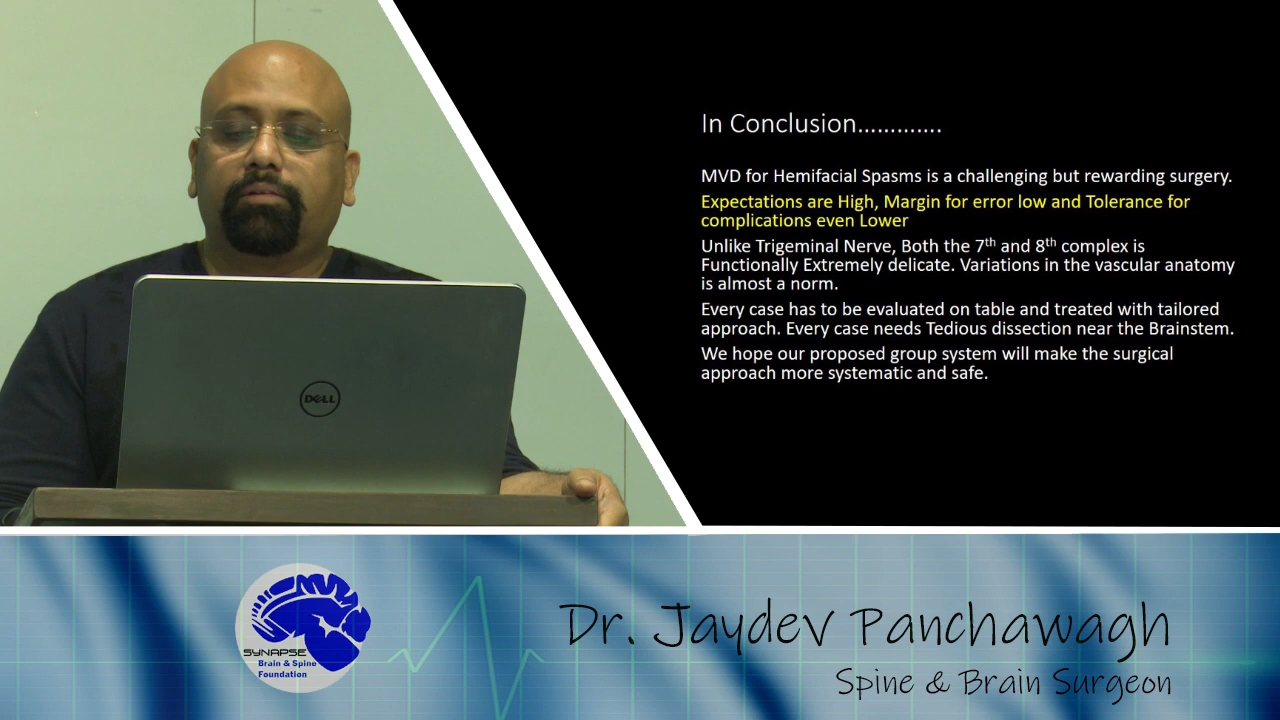 In Conclusion.............
MVD for Hemifacial Spasms is a challenging but rewarding surgery.
Expectations are High, Margin for error low and Tolerance for
complications even Lower
Unlike Trigeminal Nerve, Both the 7th and 8th complex is
Functionally Extremely delicate. Variations in the vascular anatomy
is almost a norm.
Every case has to be evaluated on table and treated with tailored
approach. Every case needs Tedious dissection near the Brainstem.
We hope our proposed group system will make the surgical
approach more systematic and safe.
DELL
SYNAPSE
Brain & Spine
Foundation
Dr. Jaydev Panchawagh
Spine & Brain Surgeon